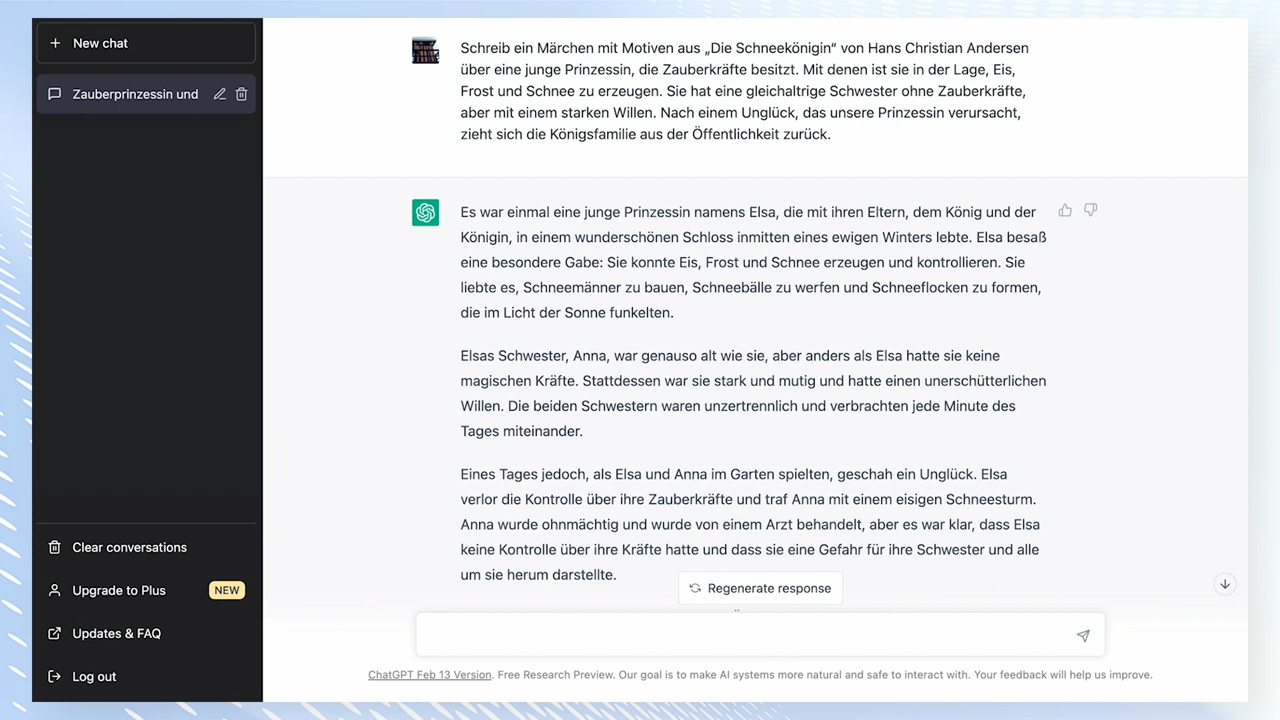 New chat
Zauberprinzessin und
Clear conversations
Upgrade to Plus NEW
Updates & FAQ
Log out
Schreib ein Märchen mit Motiven aus „Die Schneekönigin“ von Hans Christian Andersen
über eine junge Prinzessin, die Zauberkräfte besitzt. Mit denen ist sie in der Lage, Eis,
Frost und Schnee zu erzeugen. Sie hat eine gleichaltrige Schwester ohne Zauberkräfte,
aber mit einem starken Willen. Nach einem Unglück, das unsere Prinzessin verursacht,
zieht sich die Königsfamilie aus der Öffentlichkeit zurück.
Es war einmal eine junge Prinzessin namens Elsa, die mit ihren Eltern, dem König und der
Königin, in einem wunderschönen Schloss inmitten eines ewigen Winters lebte. Elsa besaß
eine besondere Gabe: Sie konnte Eis, Frost und Schnee erzeugen und kontrollieren. Sie
liebte es, Schneemänner zu bauen, Schneebälle zu werfen und Schneeflocken zu formen,
die im Licht der Sonne funkelten.
Elsas Schwester, Anna, war genauso alt wie sie, aber anders als Elsa hatte sie keine
magischen Kräfte. Stattdessen war sie stark und mutig und hatte einen unerschütterlichen
Willen. Die beiden Schwestern waren unzertrennlich und verbrachten jede Minute des
Tages miteinander.
Eines Tages jedoch, als Elsa und Anna im Garten spielten, geschah ein Unglück. Elsa
verlor die Kontrolle über ihre Zauberkräfte und traf Anna mit einem eisigen Schneesturm.
Anna wurde ohnmächtig und wurde von einem Arzt behandelt, aber es war klar, dass Elsa
keine Kontrolle über ihre Kräfte hatte und dass sie eine Gefahr für ihre Schwester und alle
um sie herum darstellte.
Regenerate response
ChatGPT Feb 13 Version. Free Research Preview. Our goal is to make AI systems more natural and safe to interact with. Your feedback will help us improve.